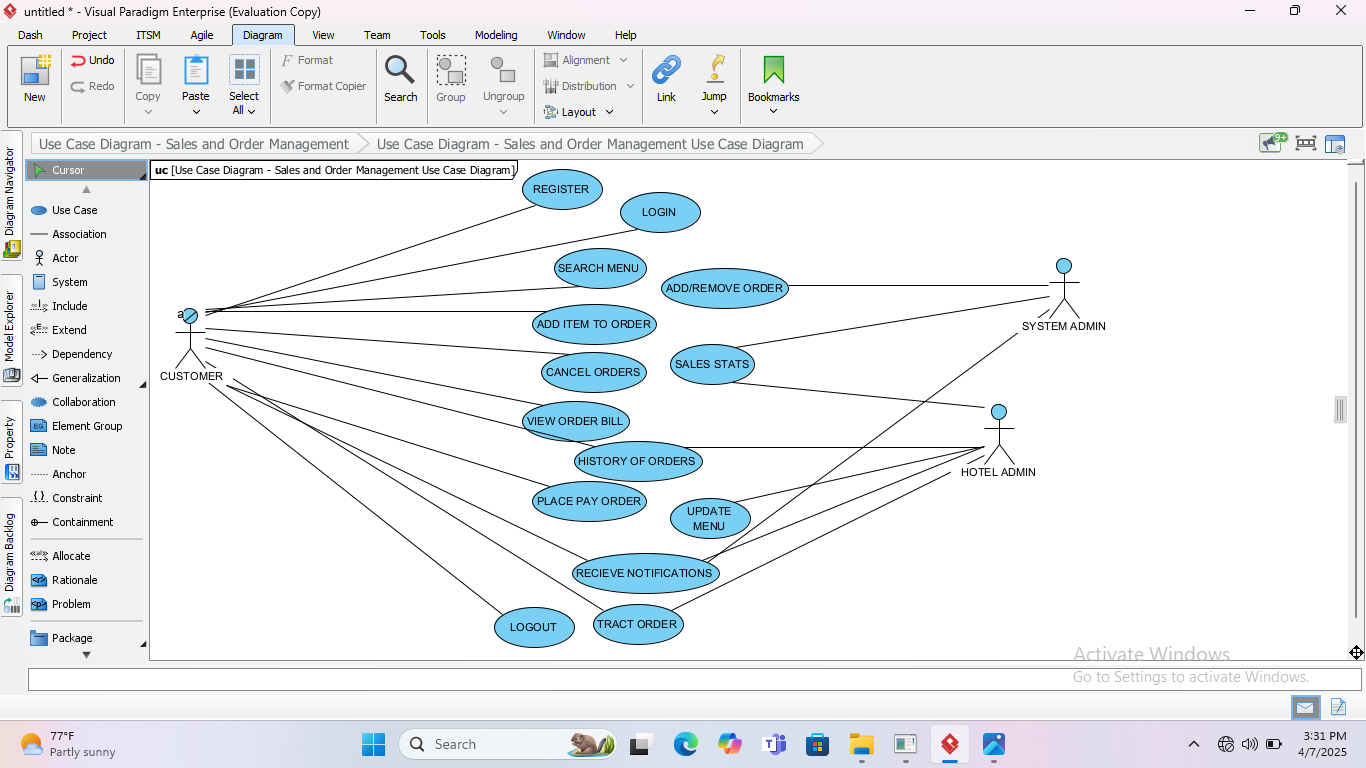 untitled * - Visual Paradigm Enterprise (Evaluation Copy)
Dash Project ITSM Agile Diagram View Team Tools Modeling Window Help
New
Undo
Redo
Copy
Paste
Select
All
Format
Format Copier
Search
Group
Ungroup
Alignment
Distribution
Layout
Link
Jump
Bookmarks
Use Case Diagram - Sales and Order Management
Use Case Diagram - Sales and Order Management Use Case Diagram
9+
Diagram Navigator
Model Explorer
Property
Diagram Backlog
Cursor
Use Case
Association
Actor
System
Include
Extend
Dependency
Generalization
Collaboration
Element Group
Note
Anchor
Constraint
Containment
Allocate
Rationale
Problem
Package
uc [Use Case Diagram - Sales and Order Management Use Case Diagram]
REGISTER
LOGIN
SEARCH MENU
ADD/REMOVE ORDER
a
CUSTOMER
ADD ITEM TO ORDER
SYSTEM ADMIN
CANCEL ORDERS
SALES STATS
VIEW ORDER BILL
HISTORY OF ORDERS
HOTEL ADMIN
PLACE PAY ORDER
UPDATE
MENU
RECIEVE NOTIFICATIONS
LOGOUT
TRACT ORDER
Activate Windows
Go to Settings to activate Windows.
77°F
Partly sunny
Search
3:31 PM
4/7/2025